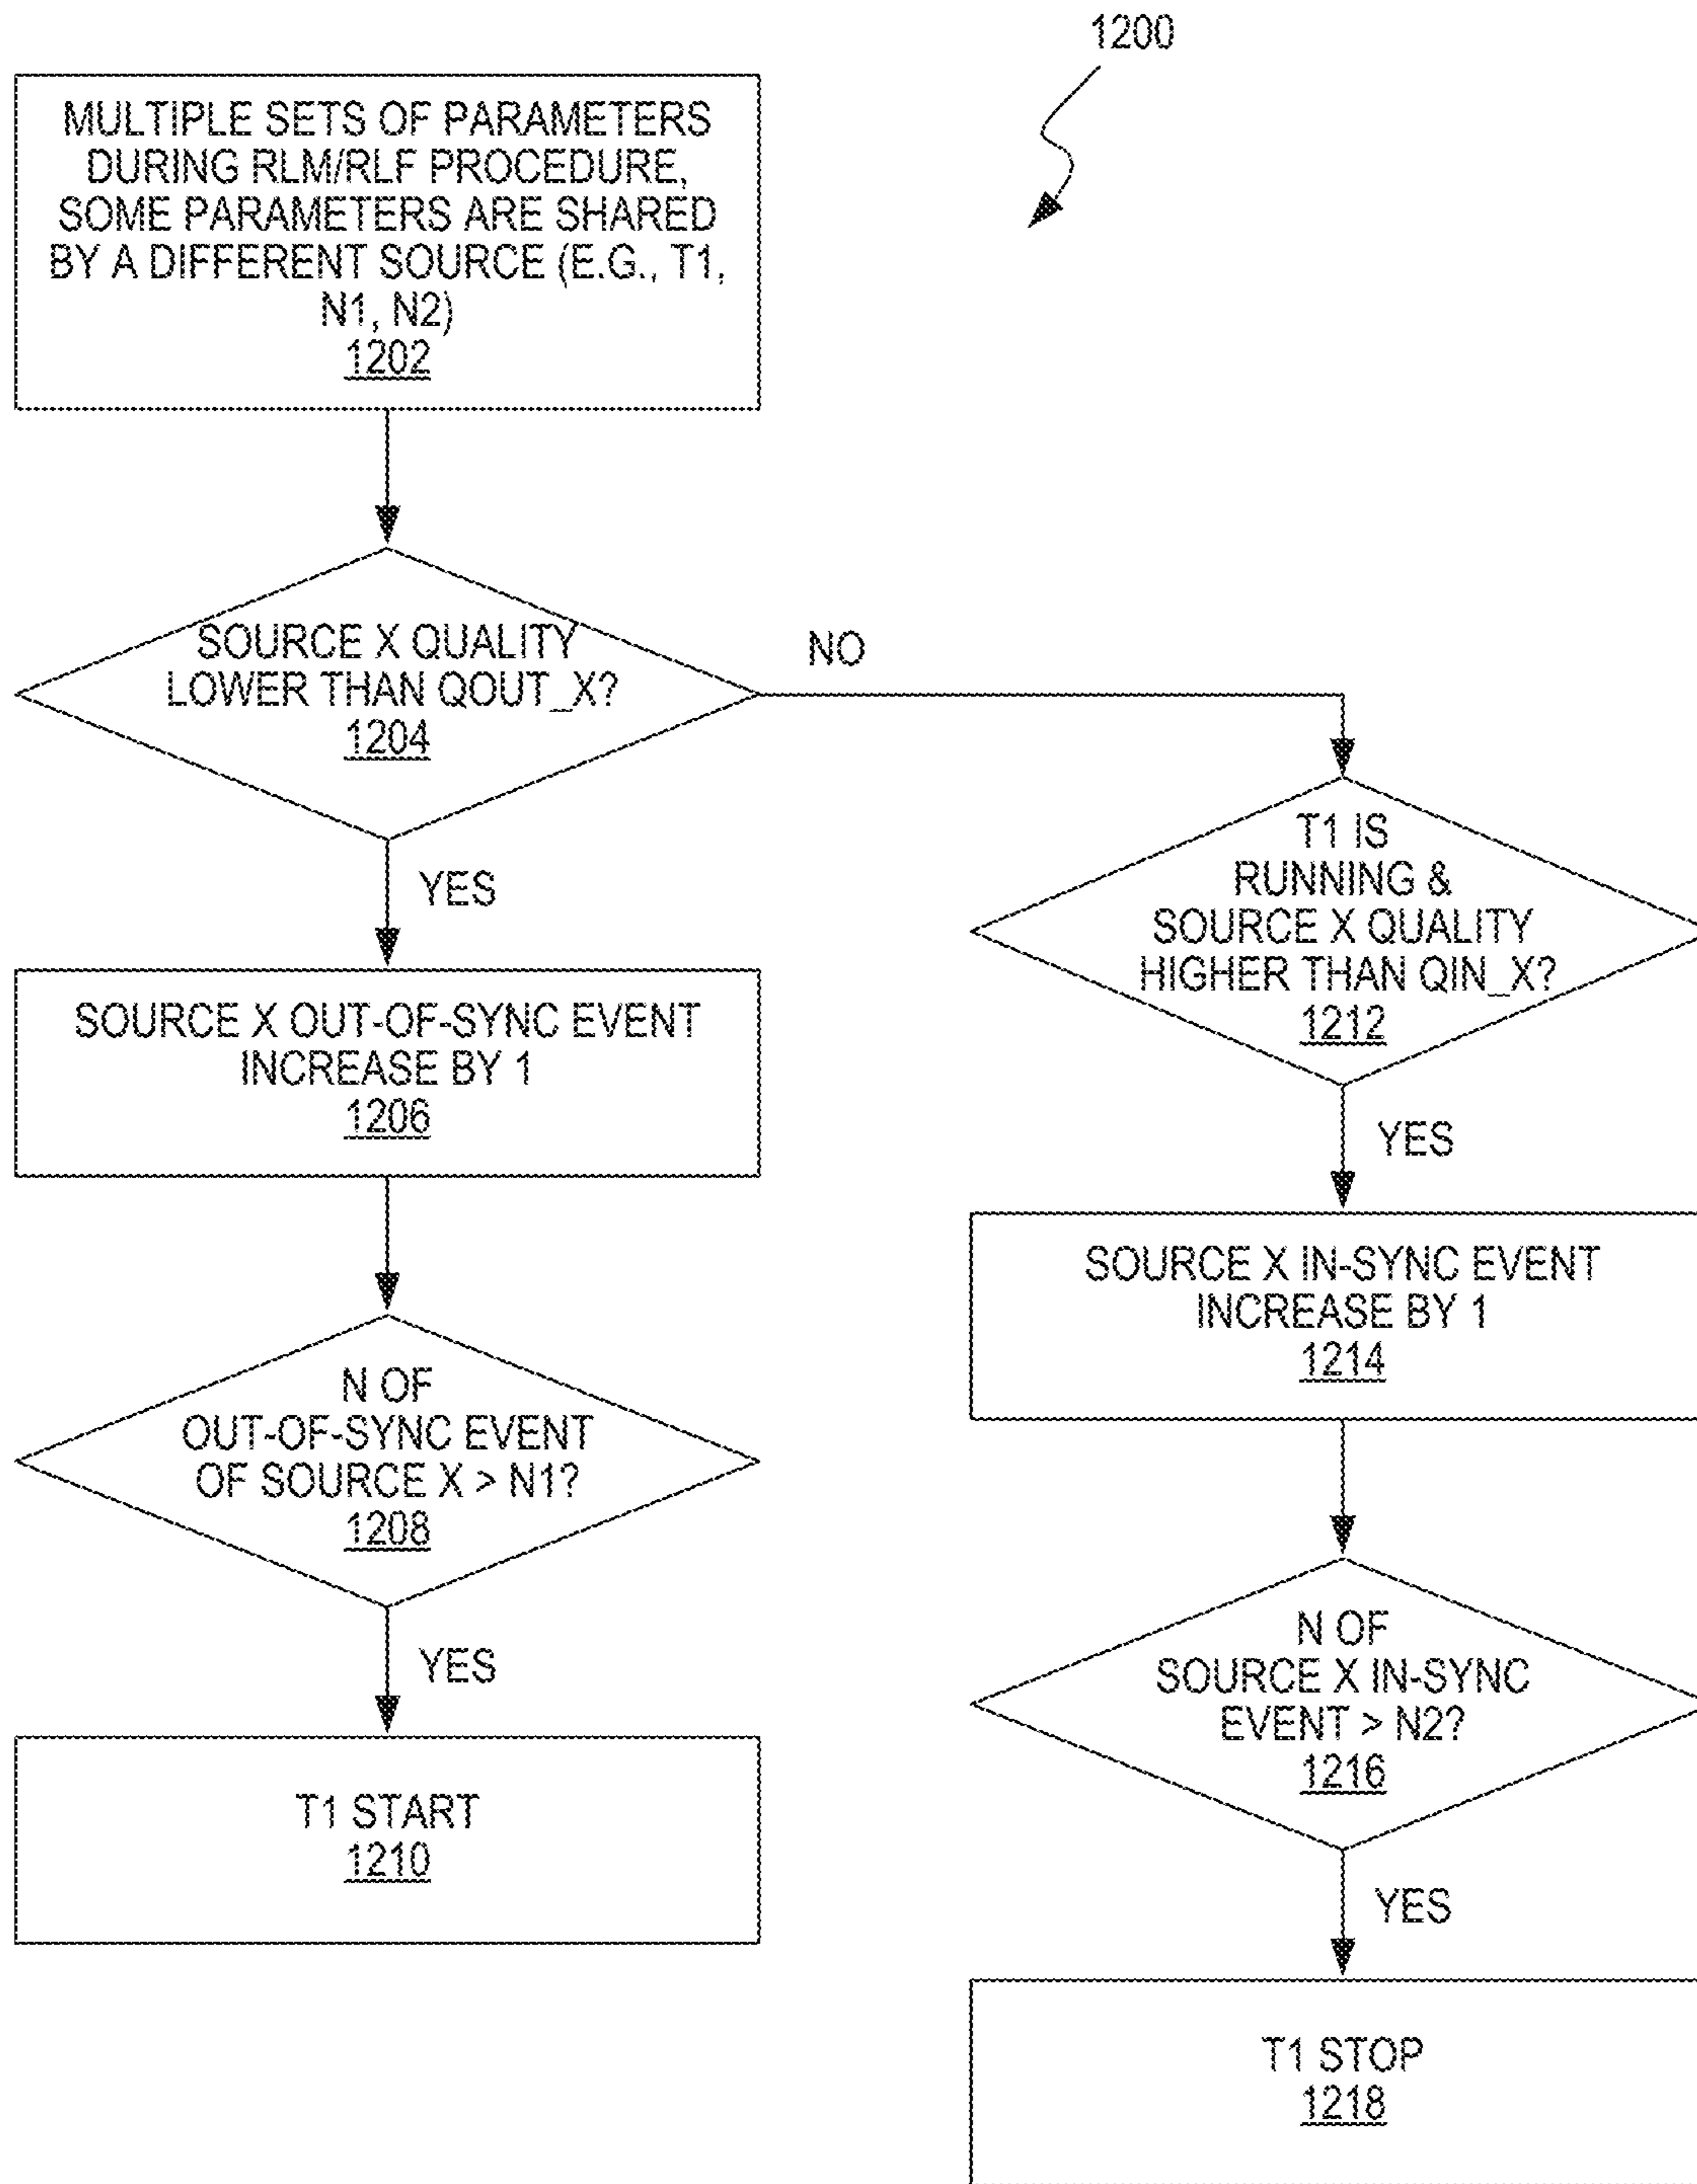 1200
MULTIPLE SETS OF PARAMETERS
DURING RLM/RLF PROCEDURE,
SOME PARAMETERS ARE SHARED
BY A DIFFERENT SOURCE (E.G., T1,
N1, N2)
1202
SOURCE X QUALITY
LOWER THAN QOUT_X?
1204
NO
YES
SOURCE X OUT-OF-SYNC EVENT
INCREASE BY 1
1206
N OF
OUT-OF-SYNC EVENT
OF SOURCE X > N1?
1208
YES
T1 START
1210
T1 IS
RUNNING &
SOURCE X QUALITY
HIGHER THAN QIN_X?
1212
YES
SOURCE X IN-SYNC EVENT
INCREASE BY 1
1214
N OF
SOURCE X IN-SYNC
EVENT > N2?
1216
YES
T1 STOP
1218